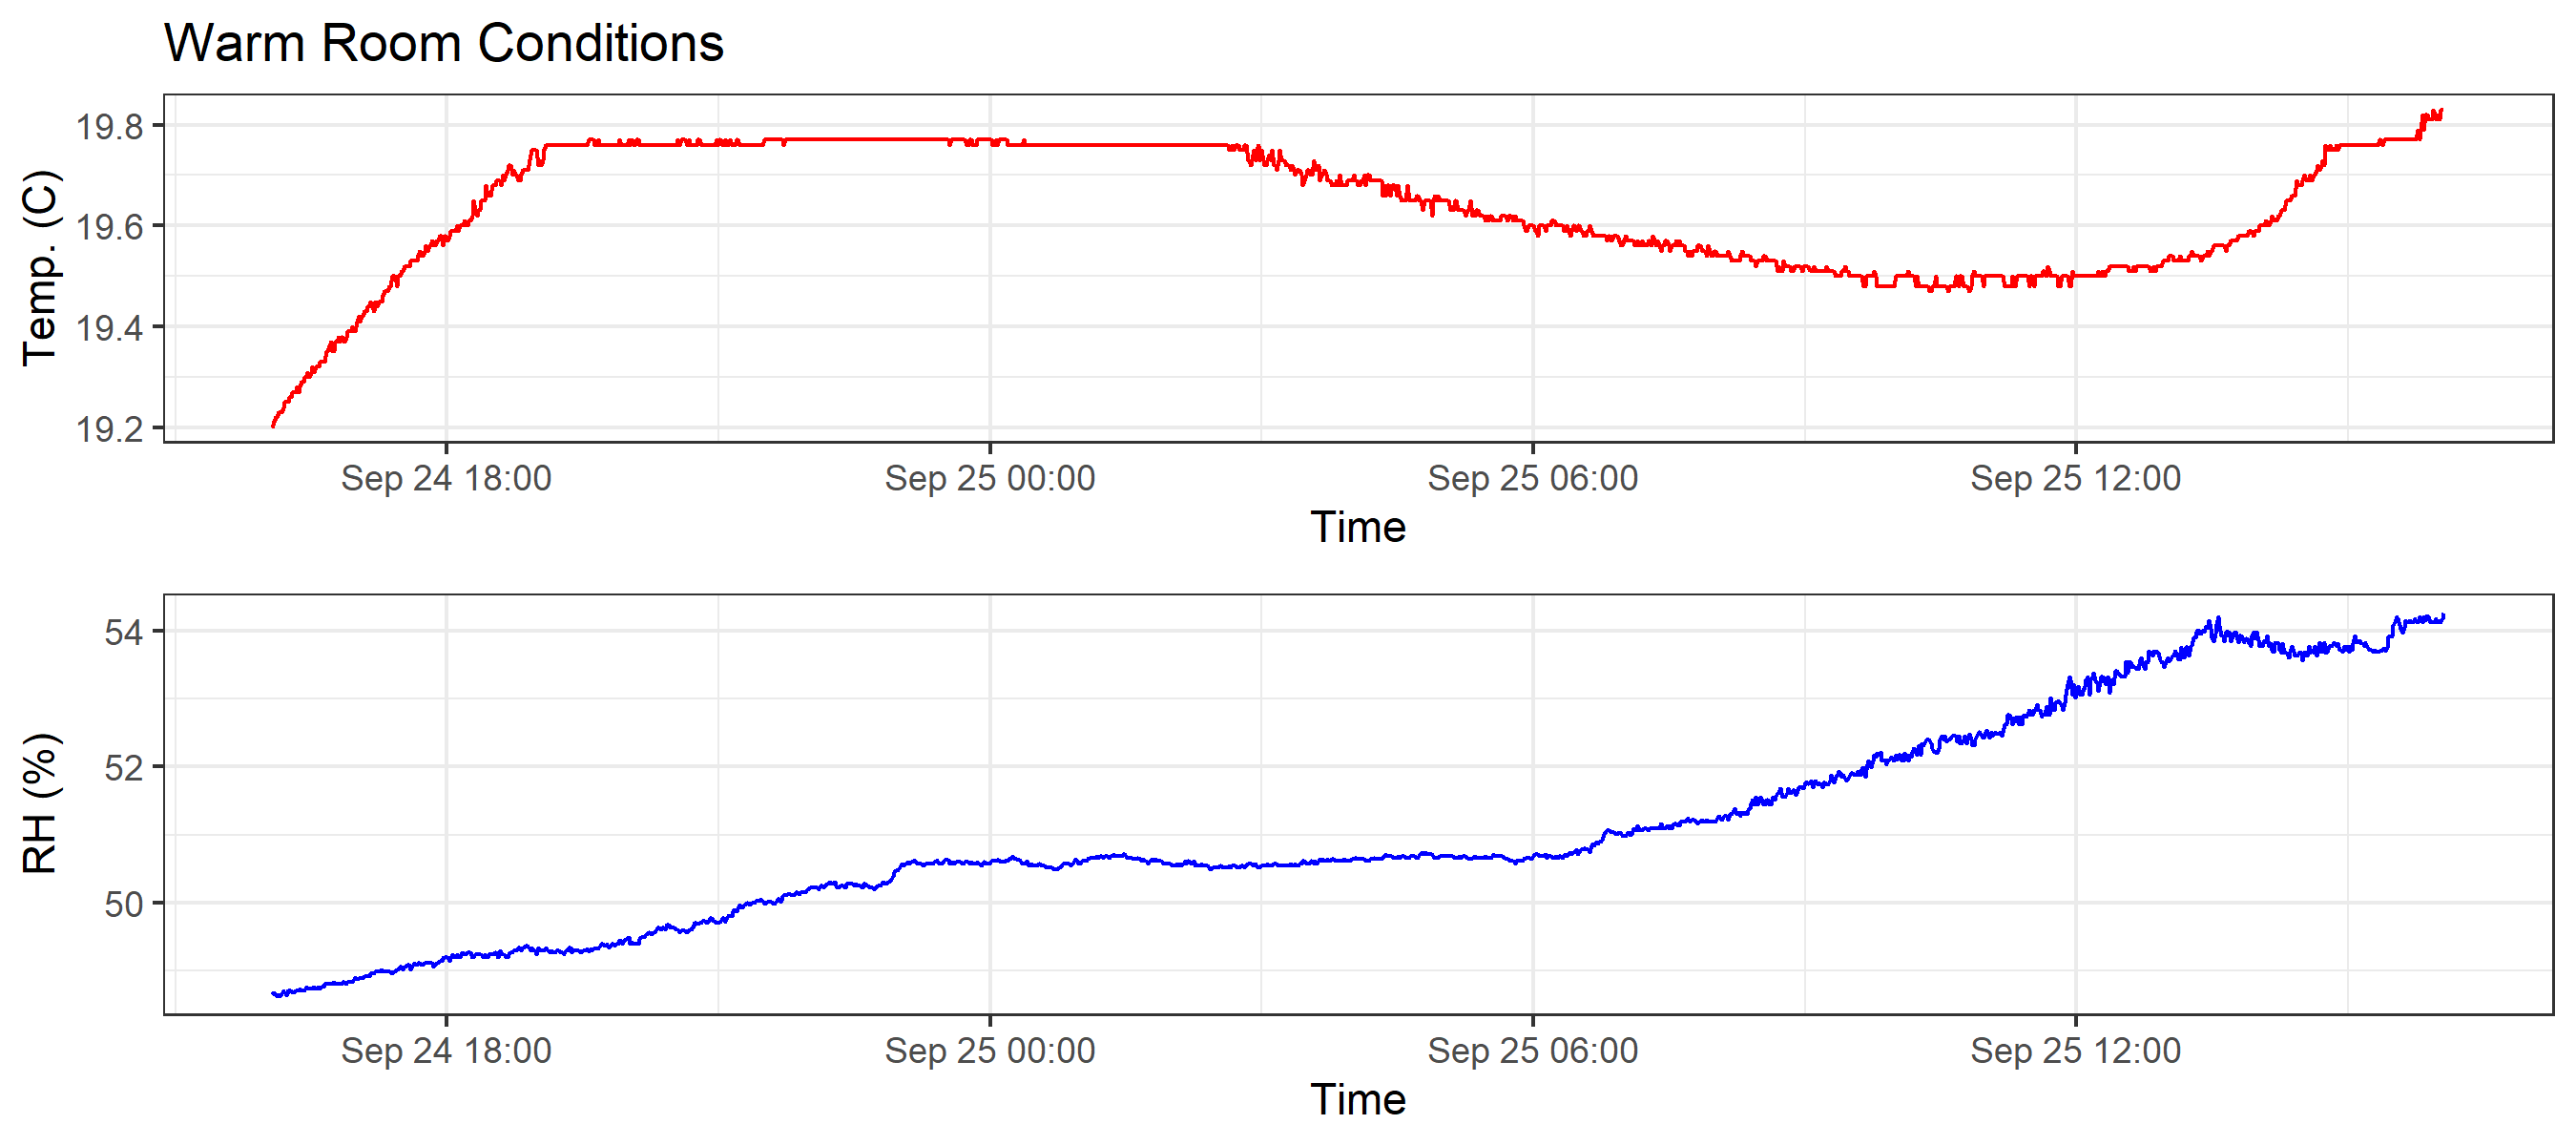 Warm Room Conditions
Temp. (C)
19.8
19.6
19.4
19.2
Sep 24 18:00 Sep 25 00:00 Sep 25 06:00 Sep 25 12:00
Time
RH (%)
54
52
50
Sep 24 18:00 Sep 25 00:00 Sep 25 06:00 Sep 25 12:00
Time